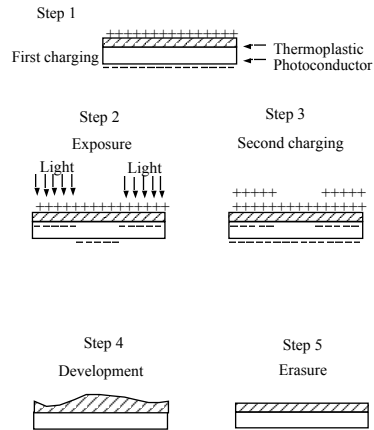 Step 1
First charging
Thermoplastic
Photoconductor
Step 2
Exposure
Light
Light
Step 3
Second charging
Step 4
Development
Step 5
Erasure